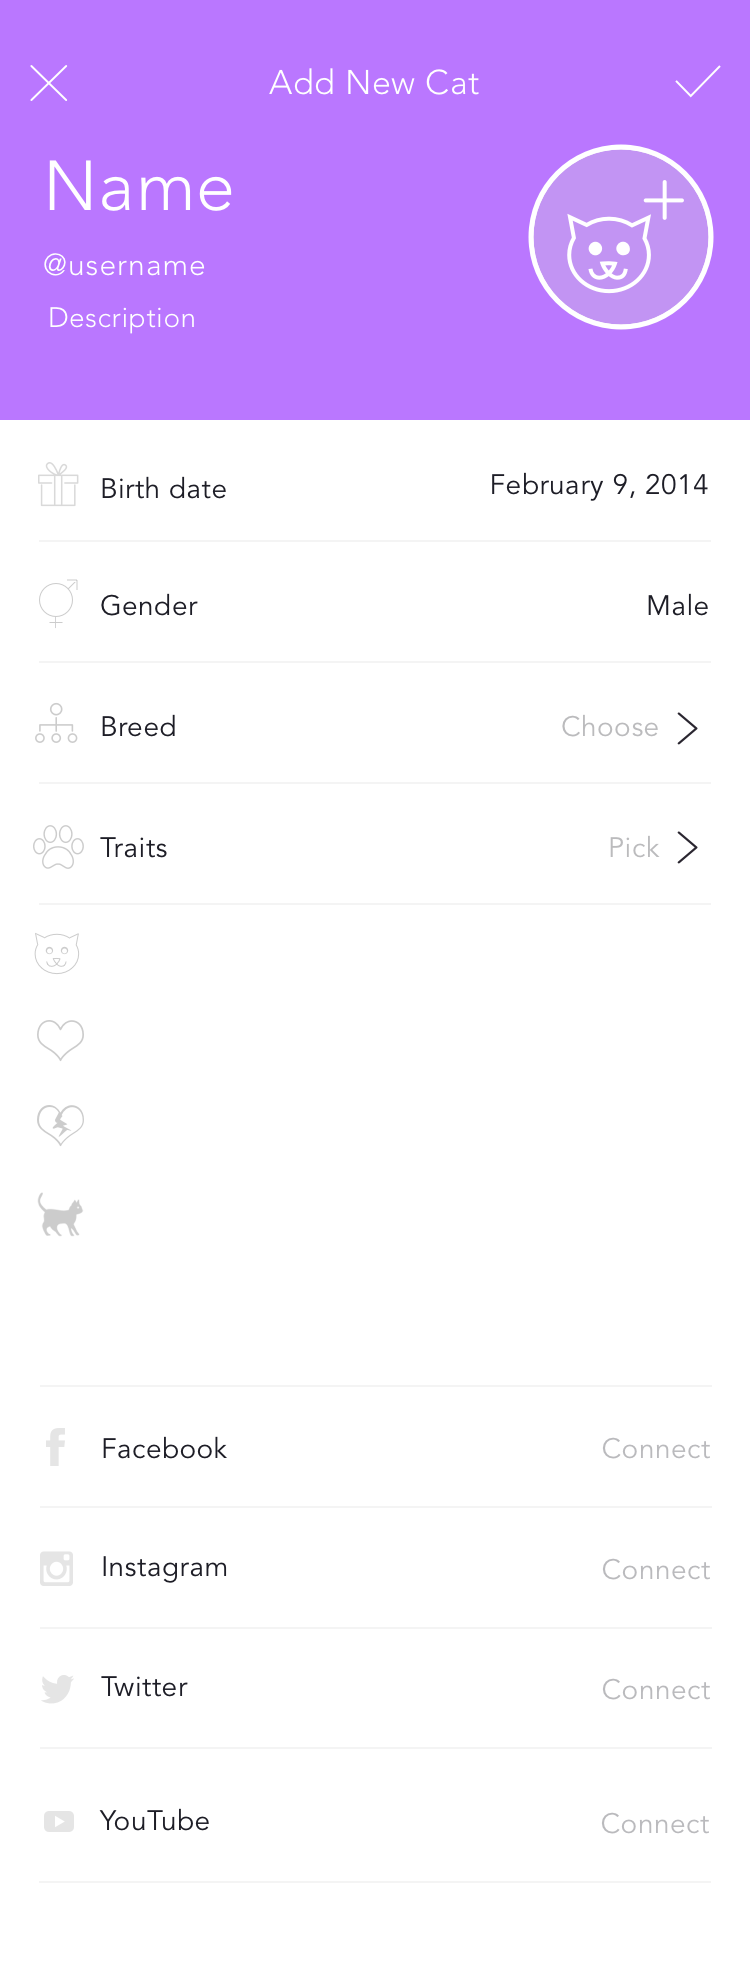 Add New Cat
Name
@username
Description
Birth date February 9, 2014
Gender Male
Breed Choose
Traits Pick
Facebook Connect
Instagram Connect
Twitter Connect
YouTube Connect